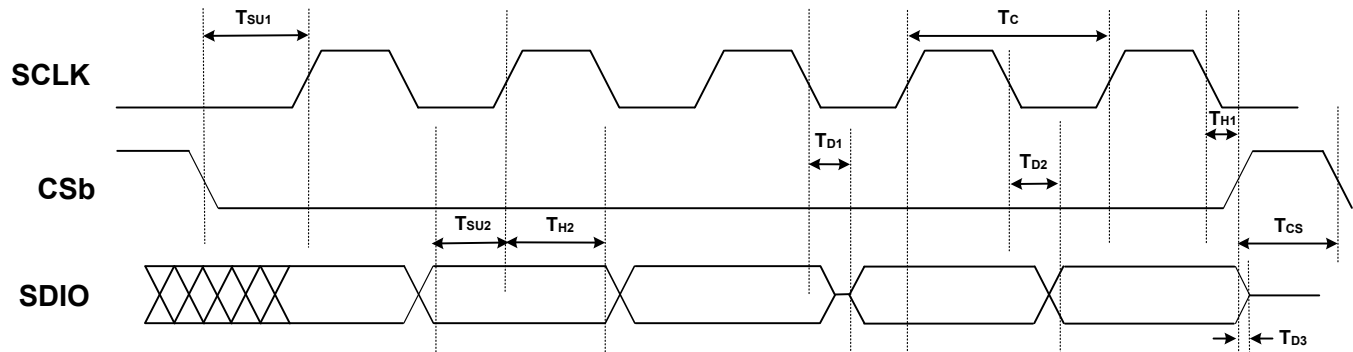 TSU1
TC
SCLK
TH1
TD1
TD2
CSb
TSU2
TH2
TCS
SDIO
TD3